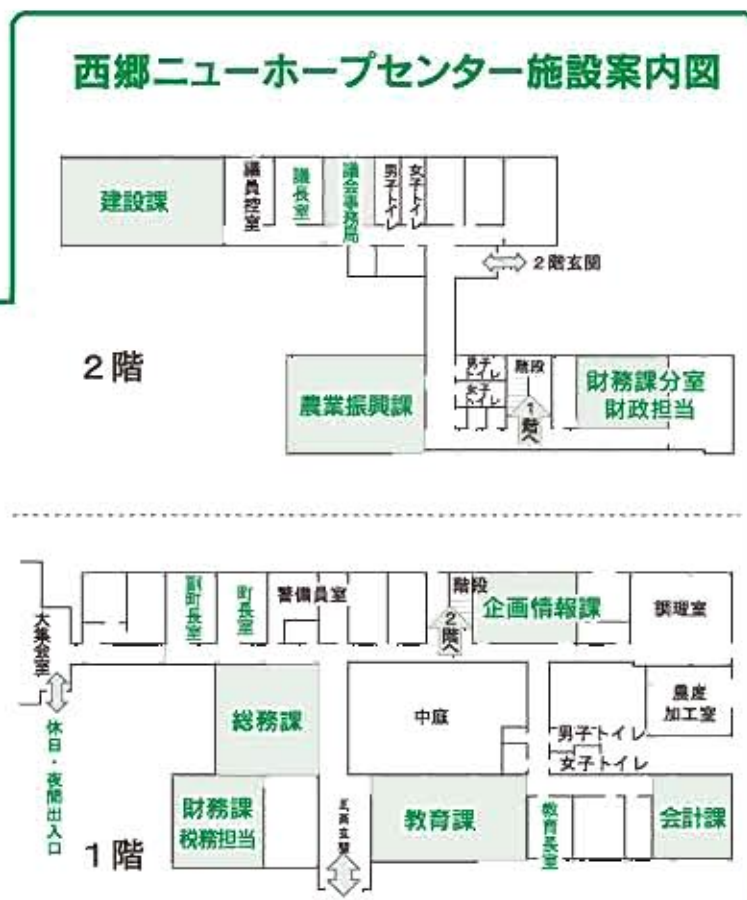 西郷ニューホープセンター施設案内図
建設課
議員控室
議長室
議会事務局
男子トイレ
女子トイレ
2階玄関
2階
農業振興課
男子
トイレ
女子
トイレ
階段
1階へ
財務課分室
財政担当
大集会室
休日・夜間出入口
副町長室
町長室
警備員室
階段
2階へ
企画情報課
調理室
総務課
中庭
農産
加工室
男子トイレ
女子トイレ
財務課
税務担当
1階
正面玄関
教育課
教育長室
会計課